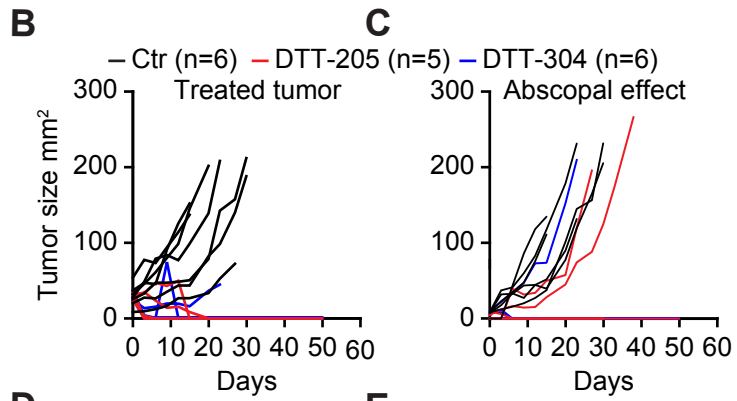 B
C
Ctr (n=6) DTT-205 (n=5) DTT-304 (n=6)
Treated tumor
Abscopal effect
Tumor size mm²
300
200
100
0
0 10 20 30 40 50 60
Days
300
200
100
0
0 10 20 30 40 50 60
Days